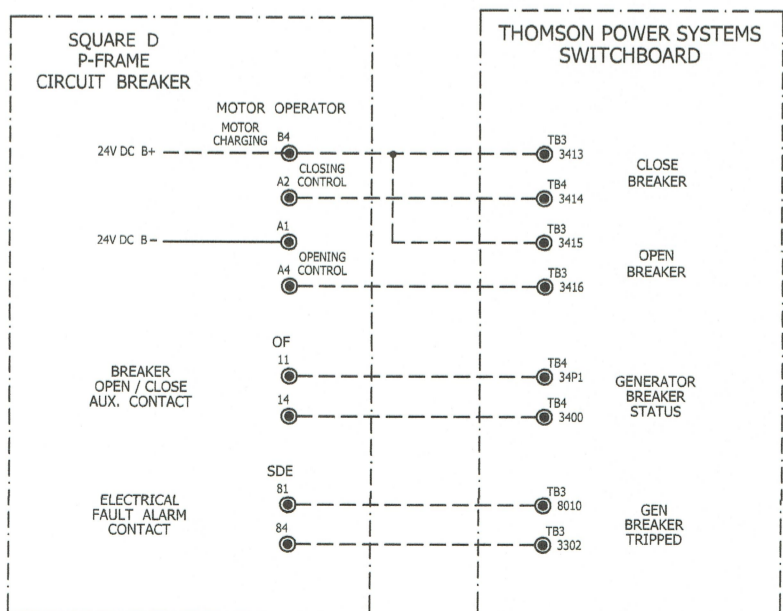 SQUARE D
P-FRAME
CIRCUIT BREAKER
THOMSON POWER SYSTEMS
SWITCHBOARD
MOTOR OPERATOR
MOTOR
CHARGING
B4
24V DC B+
TB3
3413
CLOSING
CONTROL
A2
TB4
3414
CLOSE
BREAKER
A1
24V DC B-
TB3
3415
OPENING
CONTROL
A4
TB3
3416
OPEN
BREAKER
OF
11
14
BREAKER
OPEN / CLOSE
AUX. CONTACT
TB4
34P1
TB4
3400
GENERATOR
BREAKER
STATUS
SDE
81
84
ELECTRICAL
FAULT ALARM
CONTACT
TB3
8010
TB3
3302
GEN
BREAKER
TRIPPED